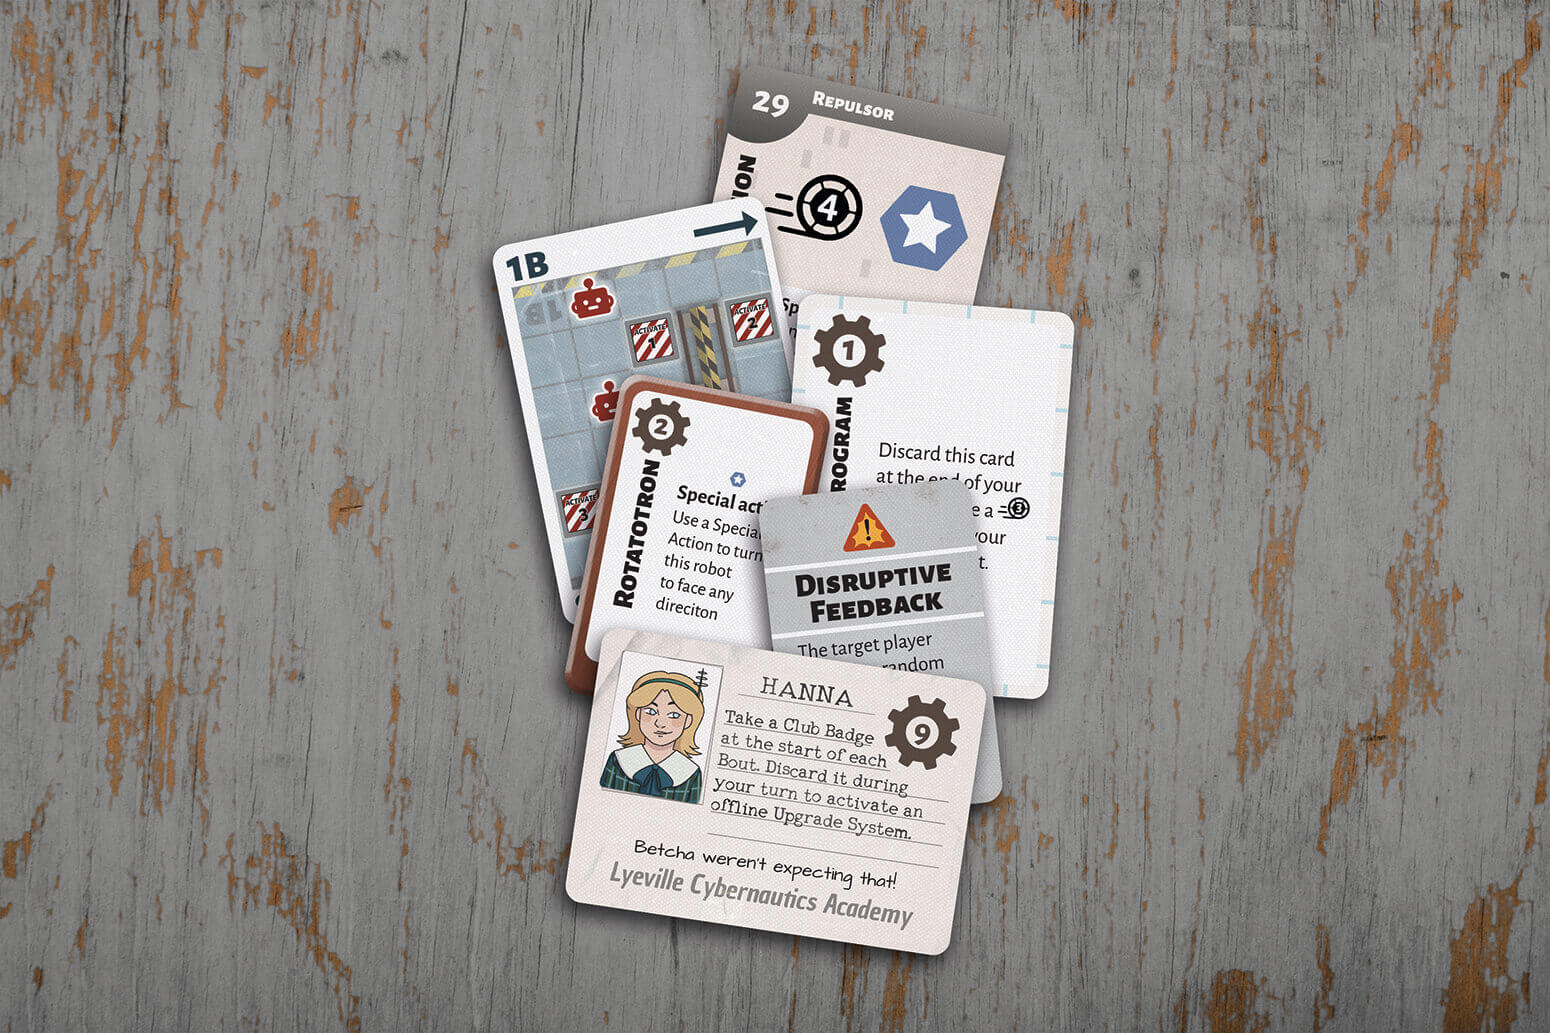 29 Repulsor
4
1B
ACTIVATE
1
ACTIVATE
2
ACTIVATE
3
1
Discard this card
at the end of your
a
3
2
Rotatotron
Special
Use a Special
Action to turn
this robot
to face any
direciton
!
Disruptive
Feedback
The target player
random
HANNA
Take a Club Badge
at the start of each
Bout. Discard it during
your turn to activate an
offline Upgrade System.
9
Betcha weren't expecting that!
Lyeville Cybernautics Academy